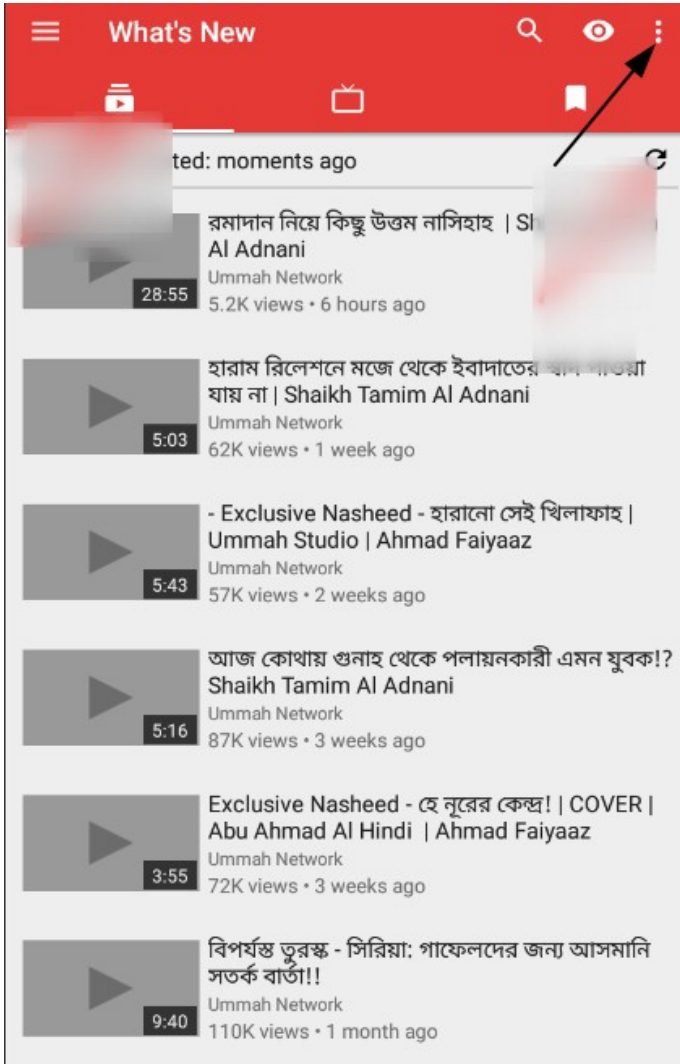 What's New
ted: moments ago
রমাদান নিয়ে কিছু উত্তম নাসিহাহ | Sh
Al Adnani
Ummah Network
28:55
5.2K views • 6 hours ago
হারাম রিলেশনে মজে থেকে ইবাদাতের
যায় না | Shaikh Tamim Al Adnani
Ummah Network
5:03
62K views • 1 week ago
- Exclusive Nasheed - হারানো সেই খিলাফাহ |
Ummah Studio | Ahmad Faiyaaz
Ummah Network
5:43
57K views • 2 weeks ago
আজ কোথায় গুনাহ থেকে পলায়নকারী এমন যুবক!?
Shaikh Tamim Al Adnani
Ummah Network
5:16
87K views • 3 weeks ago
Exclusive Nasheed - হে নূরের কেন্দ্র! | COVER |
Abu Ahmad Al Hindi | Ahmad Faiyaaz
Ummah Network
3:55
72K views • 3 weeks ago
বিপর্যস্ত তুরস্ক - সিরিয়া: গাফেলদের জন্য আসমানি
সতর্ক বার্তা!!
Ummah Network
9:40
110K views • 1 month ago